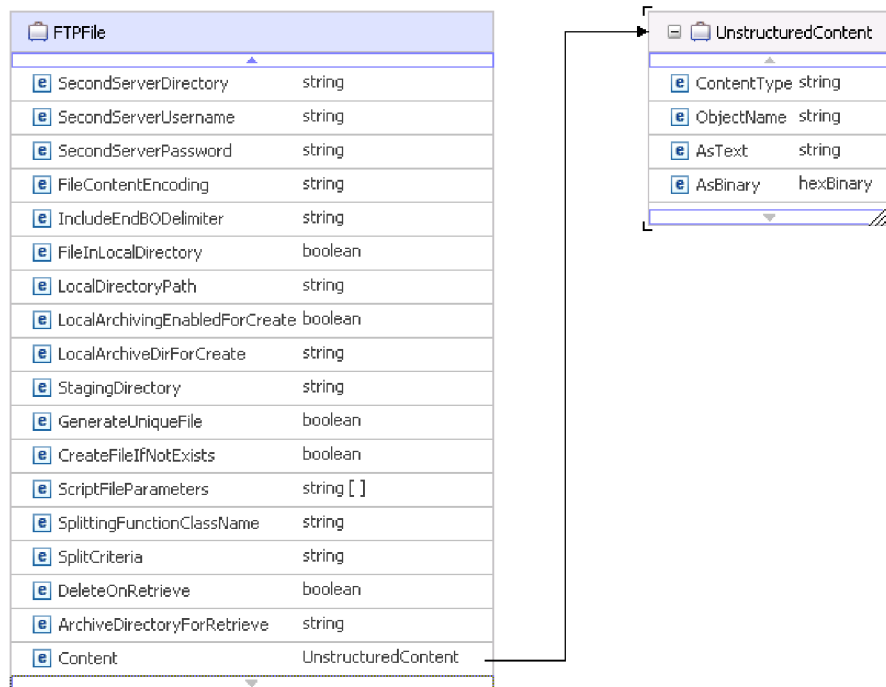 FTPFile
SecondServerDirectory string
SecondServerUsername string
SecondServerPassword string
FileContentEncoding string
IncludeEndBODelimiter string
FileInLocalDirectory boolean
LocalDirectoryPath string
LocalArchivingEnabledForCreate boolean
LocalArchiveDirForCreate string
StagingDirectory string
GenerateUniqueFile boolean
CreateFileIfNotExists boolean
ScriptFileParameters string [ ]
SplittingFunctionClassName string
SplitCriteria string
DeleteOnRetrieve boolean
ArchiveDirectoryForRetrieve string
Content UnstructuredContent
UnstructuredContent
ContentType string
ObjectName string
AsText string
AsBinary hexBinary